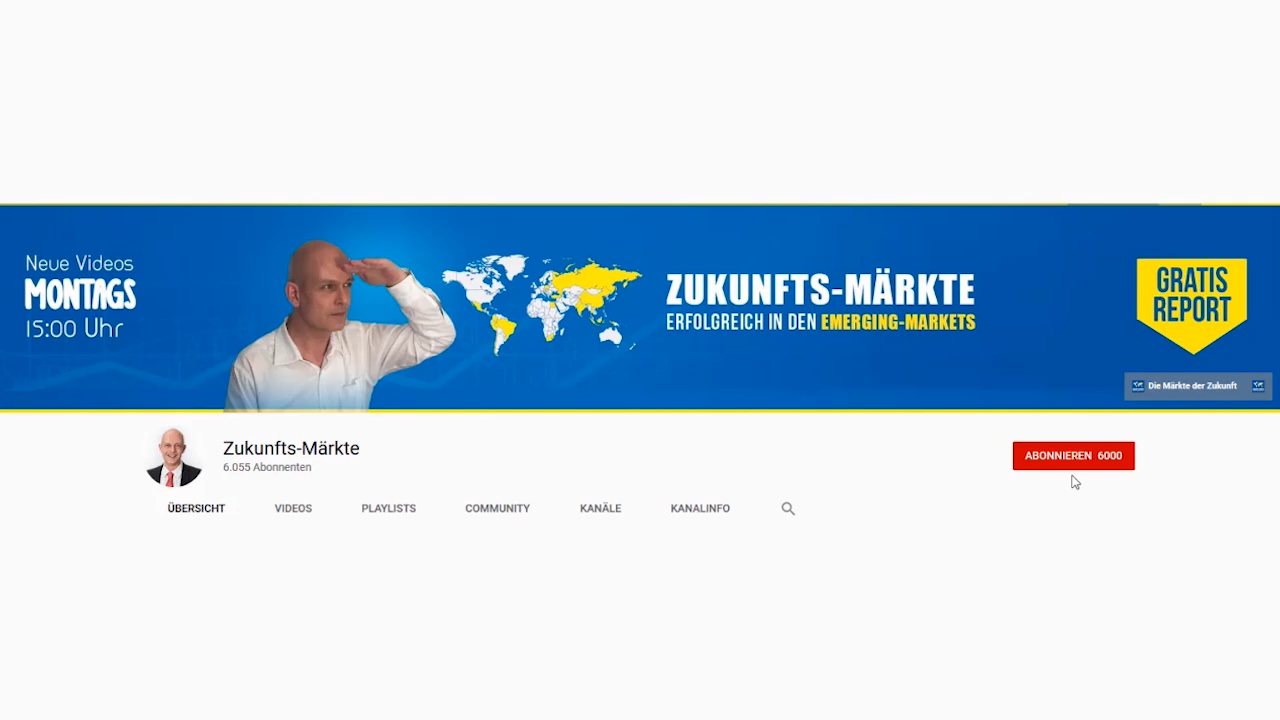 Neue Videos
MONTAGS
15:00 Uhr
ZUKUNFTS-MÄRKTE
ERFOLGREICH IN DEN EMERGING-MARKETS
GRATIS
REPORT
Die Märkte der Zukunft
Zukunfts-Märkte
6.055 Abonnenten
ABONNIEREN 6000
ÜBERSICHT VIDEOS PLAYLISTS COMMUNITY KANÄLE KANALINFO